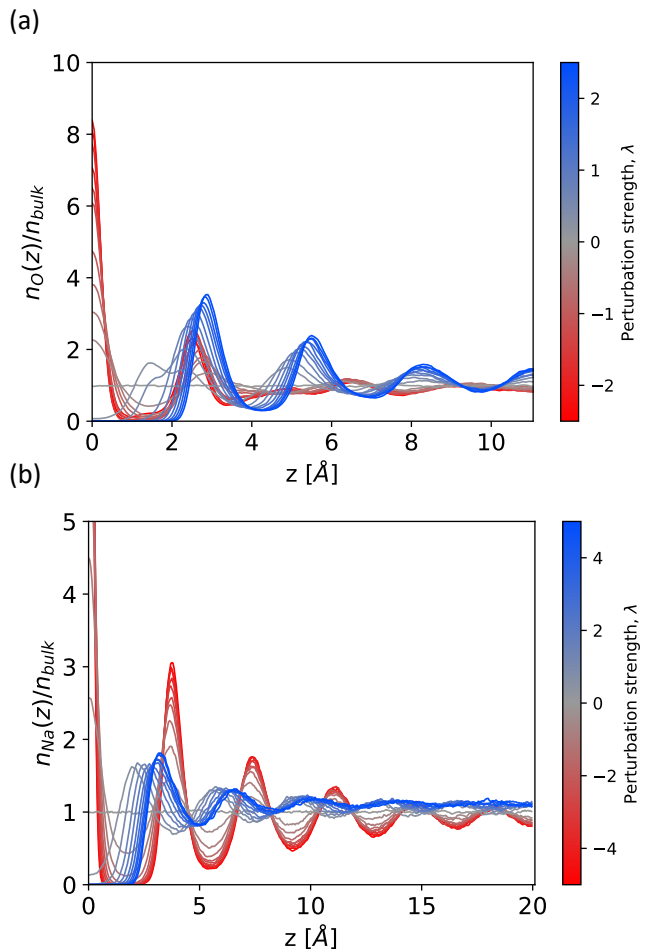 (a)
10
8
6
4
2
0
0 2 4 6 8 10
n_O(z)/n_bulk
z [Å]
2
1
0
−1
−2
Perturbation strength, λ
(b)
5
4
3
2
1
0
0 5 10 15 20
n_Na(z)/n_bulk
z [Å]
4
2
0
−2
−4
Perturbation strength, λ